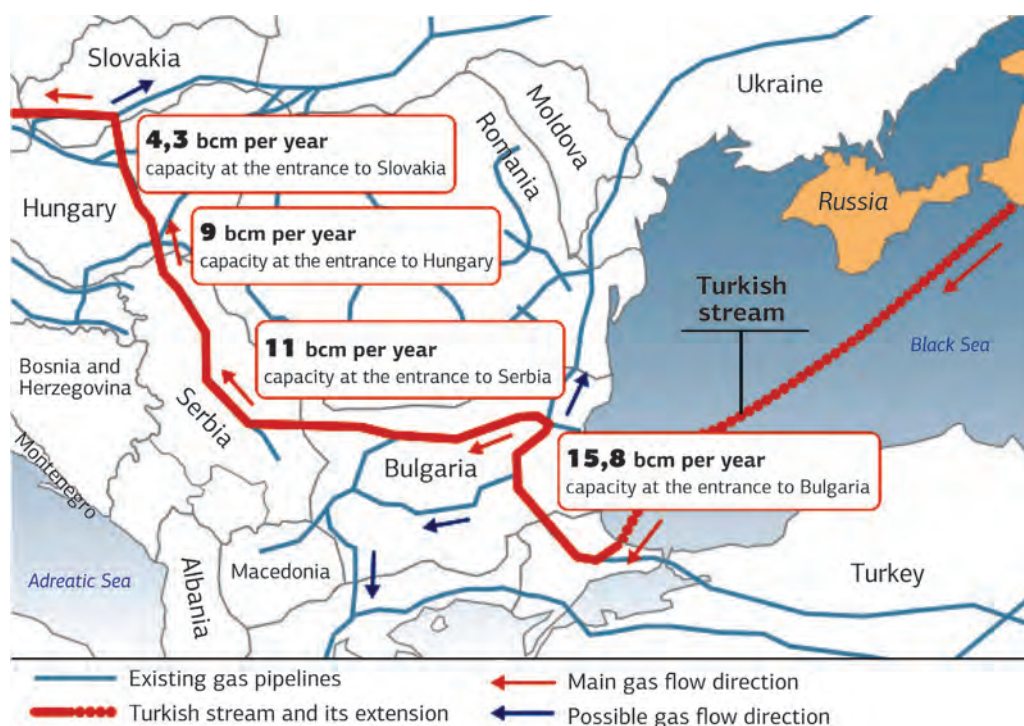 Slovakia
Ukraine
Moldova
Romania
4,3 bcm per year
capacity at the entrance to Slovakia
Hungary
Russia
9 bcm per year
capacity at the entrance to Hungary
Turkish
stream
Black Sea
11 bcm per year
capacity at the entrance to Serbia
Bosnia and
Herzegovina
Serbia
Montenegro
Bulgaria
15,8 bcm per year
capacity at the entrance to Bulgaria
Adreatic Sea
Albania
Macedonia
Turkey
Existing gas pipelines
Main gas flow direction
Turkish stream and its extension
Possible gas flow direction